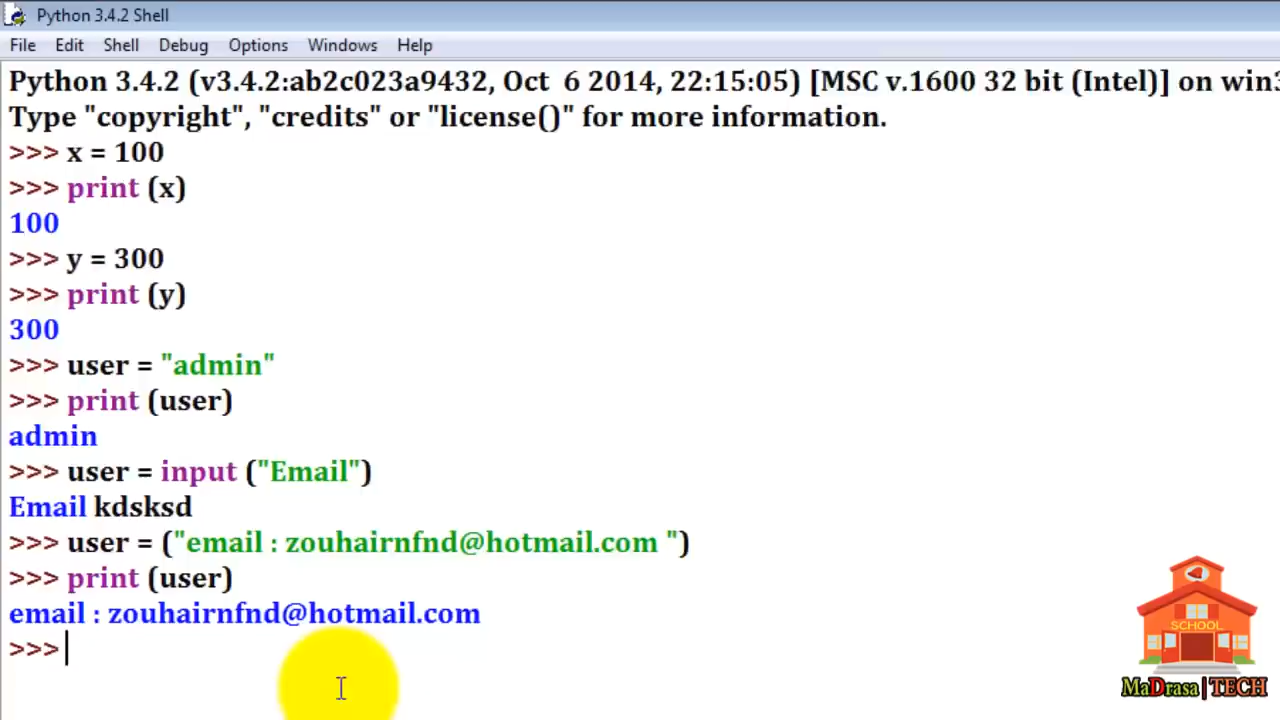 Python 3.4.2 Shell
File Edit Shell Debug Options Windows Help
Python 3.4.2 (v3.4.2:ab2c023a9432, Oct  6 2014, 22:15:05) [MSC v.1600 32 bit (Intel)] on win3
Type "copyright", "credits" or "license()" for more information.
>>> x = 100
>>> print (x)
100
>>> y = 300
>>> print (y)
300
>>> user = "admin"
>>> print (user)
admin
>>> user = input ("Email")
Email kdsksd
>>> user = ("email : zouhairnfnd@hotmail.com ")
>>> print (user)
email : zouhairnfnd@hotmail.com
>>>
SCHOOL
MaDrasa|TECH